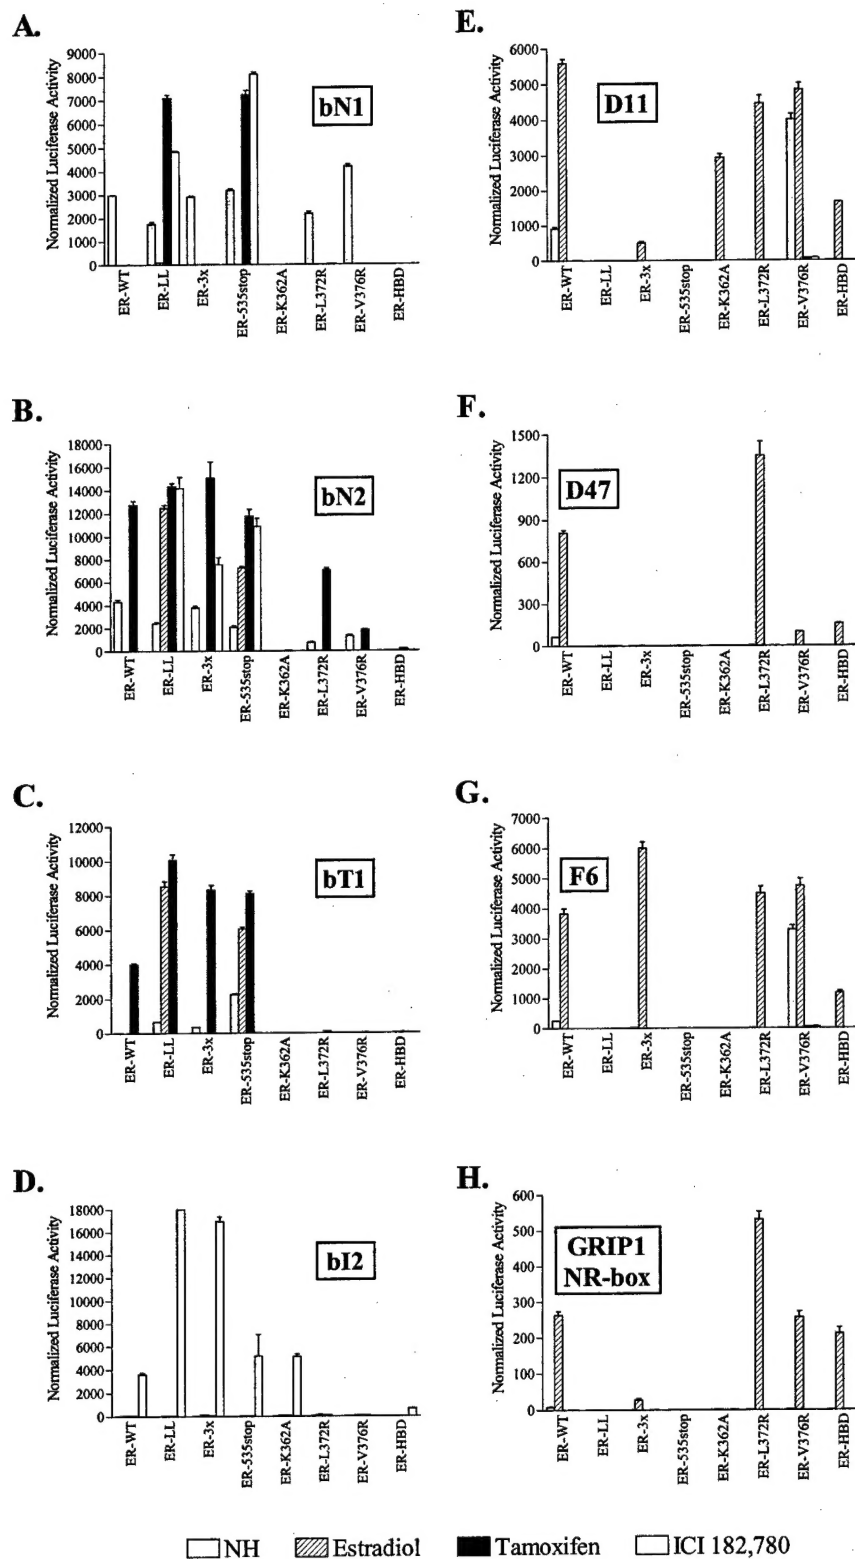 A.
Normalized Luciferase Activity
9000
8000
7000
6000
5000
4000
3000
2000
1000
0
bN1
ER-WT
ER-LL
ER-3x
ER-535stop
ER-K362A
ER-L372R
ER-V376R
ER-HBD
E.
Normalized Luciferase Activity
6000
5000
4000
3000
2000
1000
0
D11
ER-WT
ER-LL
ER-3x
ER-535stop
ER-K362A
ER-L372R
ER-V376R
ER-HBD
B.
Normalized Luciferase Activity
18000
16000
14000
12000
10000
8000
6000
4000
2000
0
bN2
ER-WT
ER-LL
ER-3x
ER-535stop
ER-K362A
ER-L372R
ER-V376R
ER-HBD
F.
Normalized Luciferase Activity
1500
1200
900
600
300
0
D47
ER-WT
ER-LL
ER-3x
ER-535stop
ER-K362A
ER-L372R
ER-V376R
ER-HBD
C.
Normalized Luciferase Activity
12000
10000
8000
6000
4000
2000
0
bT1
ER-WT
ER-LL
ER-3x
ER-535stop
ER-K362A
ER-L372R
ER-V376R
ER-HBD
G.
Normalized Luciferase Activity
7000
6000
5000
4000
3000
2000
1000
0
F6
ER-WT
ER-LL
ER-3x
ER-535stop
ER-K362A
ER-L372R
ER-V376R
ER-HBD
D.
Normalized Luciferase Activity
18000
16000
14000
12000
10000
8000
6000
4000
2000
0
bI2
ER-WT
ER-LL
ER-3x
ER-535stop
ER-K362A
ER-L372R
ER-V376R
ER-HBD
H.
Normalized Luciferase Activity
600
500
400
300
200
100
0
GRIP1
NR-box
ER-WT
ER-LL
ER-3x
ER-535stop
ER-K362A
ER-L372R
ER-V376R
ER-HBD
NH Estradiol Tamoxifen ICI 182,780